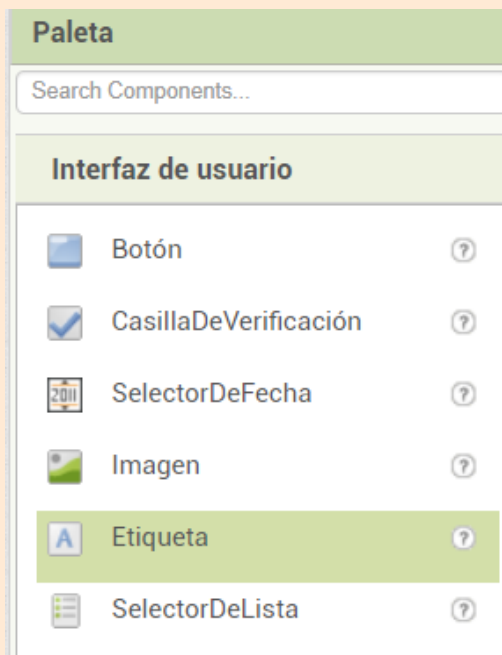 Paleta
Search Components...
Interfaz de usuario
Botón ?
CasillaDeVerificación ?
2011 SelectorDeFecha ?
Imagen ?
A Etiqueta ?
SelectorDeLista ?